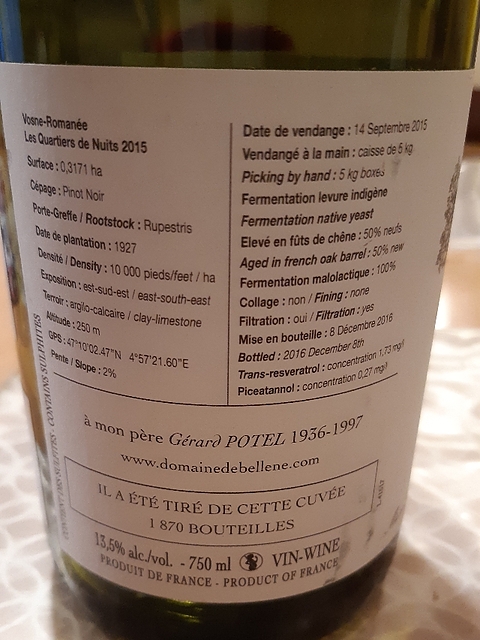 Vosne-Romanée
Les Quartiers de Nuits 2015
Surface : 0,3171 ha
Cépage : Pinot Noir
Porte-Greffe / Rootstock : Rupestris
Date de plantation : 1927
Densité / Density : 10 000 pieds/feet / ha
Exposition : est-sud-est / east-south-east
Terroir : argilo-calcaire / clay-limestone
Altitude : 250 m
GPS : 47°10'02.47"N 4°57'21.60"E
Pente / Slope : 2%
Date de vendange : 14 Septembre 2015
Vendangé à la main : caisse de 5 kg
Picking by hand : 5 kg boxes
Fermentation levure indigène
Fermentation native yeast
Elevé en fûts de chêne : 50% neufs
Aged in french oak barrel : 50% new
Fermentation malolactique : 100%
Collage : non / Fining : none
Filtration : oui / Filtration : yes
Mise en bouteille : 8 Décembre 2016
Bottled : 2016 December 8th
Trans-resveratrol : concentration 1,73 mg/l
Piceatannol : concentration 0,27 mg/l
à mon père Gérard POTEL 1936-1997
www.domainedebellene.com
IL A ÉTÉ TIRÉ DE CETTE CUVÉE
1 870 BOUTEILLES
13,5% alc./vol. - 750 ml VIN-WINE
PRODUIT DE FRANCE - PRODUCT OF FRANCE
CONTIENT DES SULFITES - CONTAINS SULPHITES